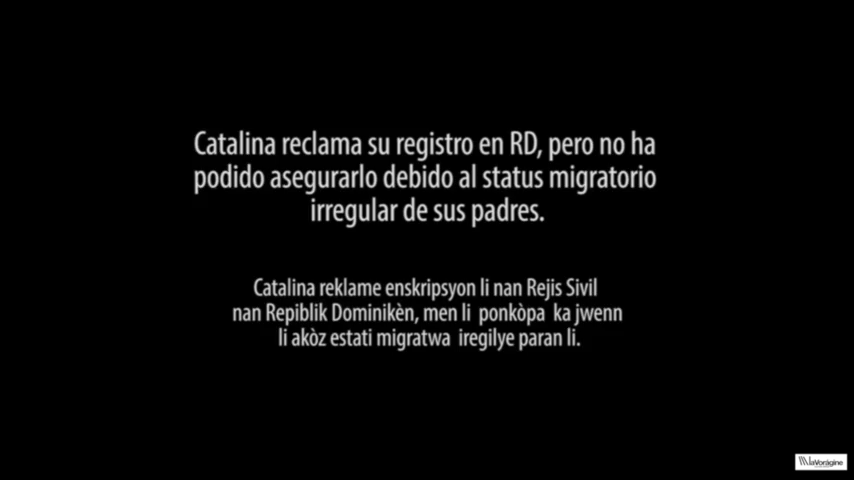 Catalina reclama su registro en RD, pero no ha
podido asegurarlo debido al status migratorio
irregular de sus padres.
Catalina reklame enskripsyon li nan Rejis Sivil
nan Repiblik Dominikèn, men li ponkòpa ka jwenn
li akòz estati migratwa iregilye paran li.
laVorágine